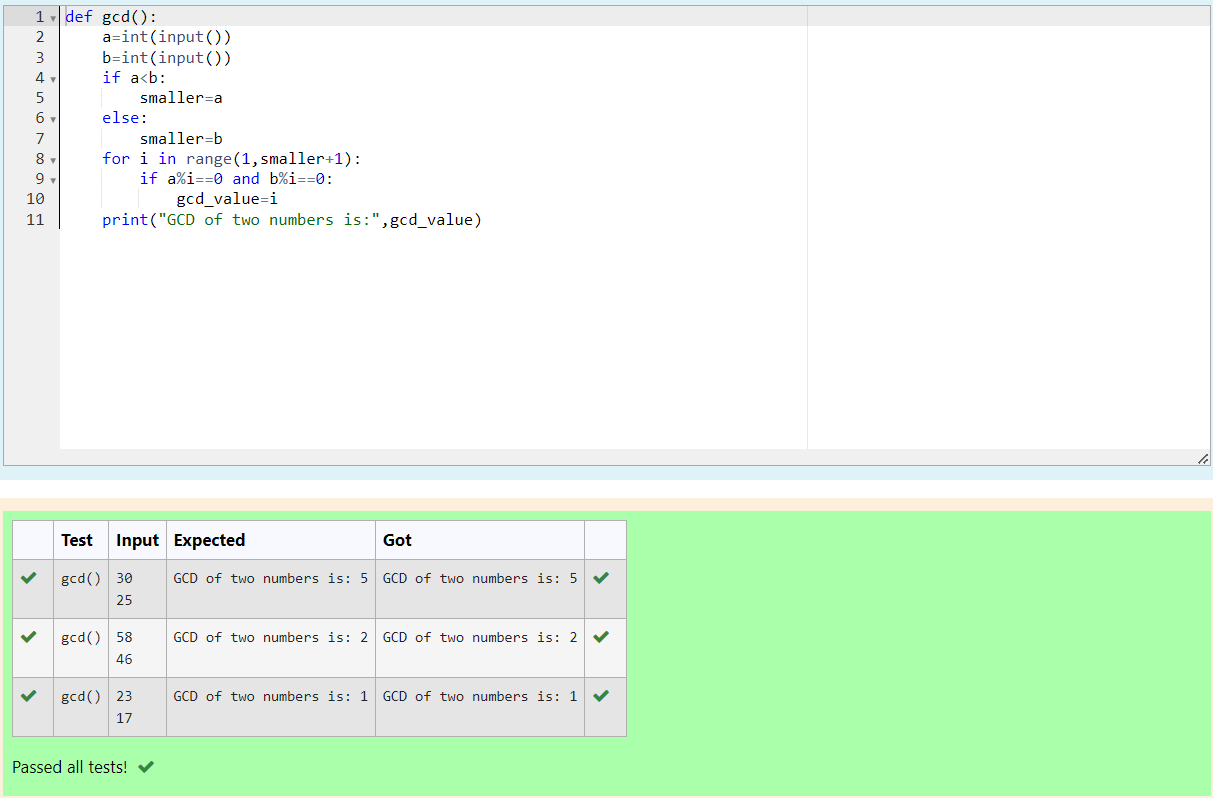 1 def gcd():
2     a=int(input())
3     b=int(input())
4     if a<b:
5         smaller=a
6     else:
7         smaller=b
8     for i in range(1,smaller+1):
9         if a%i==0 and b%i==0:
10             gcd_value=i
11     print("GCD of two numbers is:",gcd_value)
Test Input Expected Got
gcd() 30 GCD of two numbers is: 5 GCD of two numbers is: 5
25
gcd() 58 GCD of two numbers is: 2 GCD of two numbers is: 2
46
gcd() 23 GCD of two numbers is: 1 GCD of two numbers is: 1
17
Passed all tests!